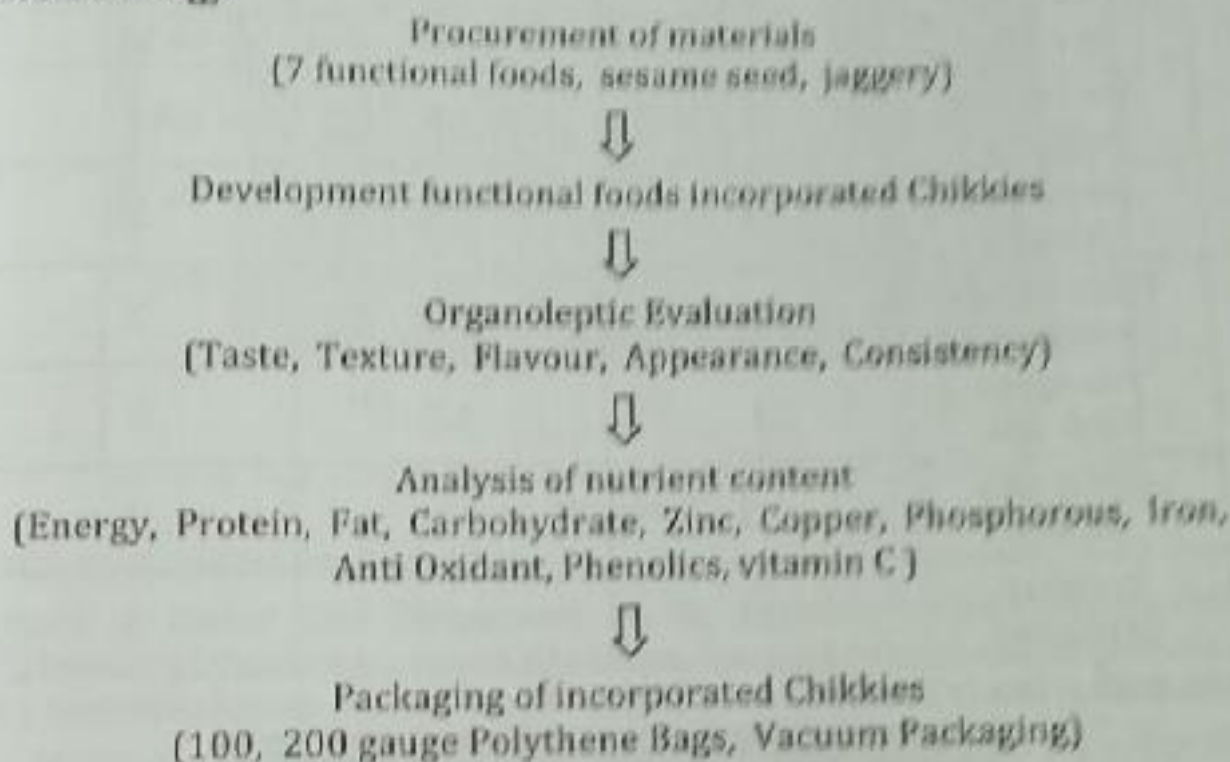 Procurement of materials
(7 functional foods, sesame seed, jaggery)
Development functional foods incorporated Chikkies
Organoleptic Evaluation
(Taste, Texture, Flavour, Appearance, Consistency)
Analysis of nutrient content
(Energy, Protein, Fat, Carbohydrate, Zinc, Copper, Phosphorous, Iron,
Anti Oxidant, Phenolics, vitamin C )
Packaging of incorporated Chikkies
(100, 200 gauge Polythene Bags, Vacuum Packaging)